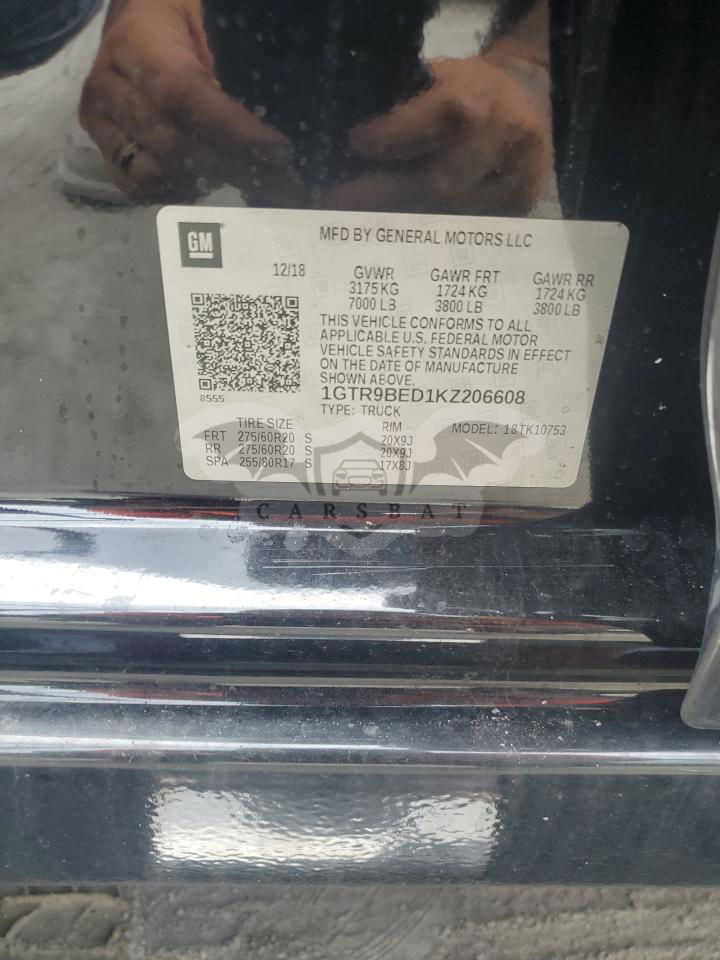 GM
MFD BY GENERAL MOTORS LLC
12/18 GVWR GAWR FRT GAWR RR
3175 KG 1724 KG 1724 KG
7000 LB 3800 LB 3800 LB
THIS VEHICLE CONFORMS TO ALL
APPLICABLE U.S. FEDERAL MOTOR
VEHICLE SAFETY STANDARDS IN EFFECT
ON THE DATE OF MANUFACTURE
SHOWN ABOVE.
8555
1GTR9BED1KZ206608
TYPE: TRUCK
TIRE SIZE RIM MODEL: 18TK10753
FRT 275/60R20 S 20X9J
RR 275/60R20 S 20X9J
SPA 255/80R17 S 17X8J
CARSBAT